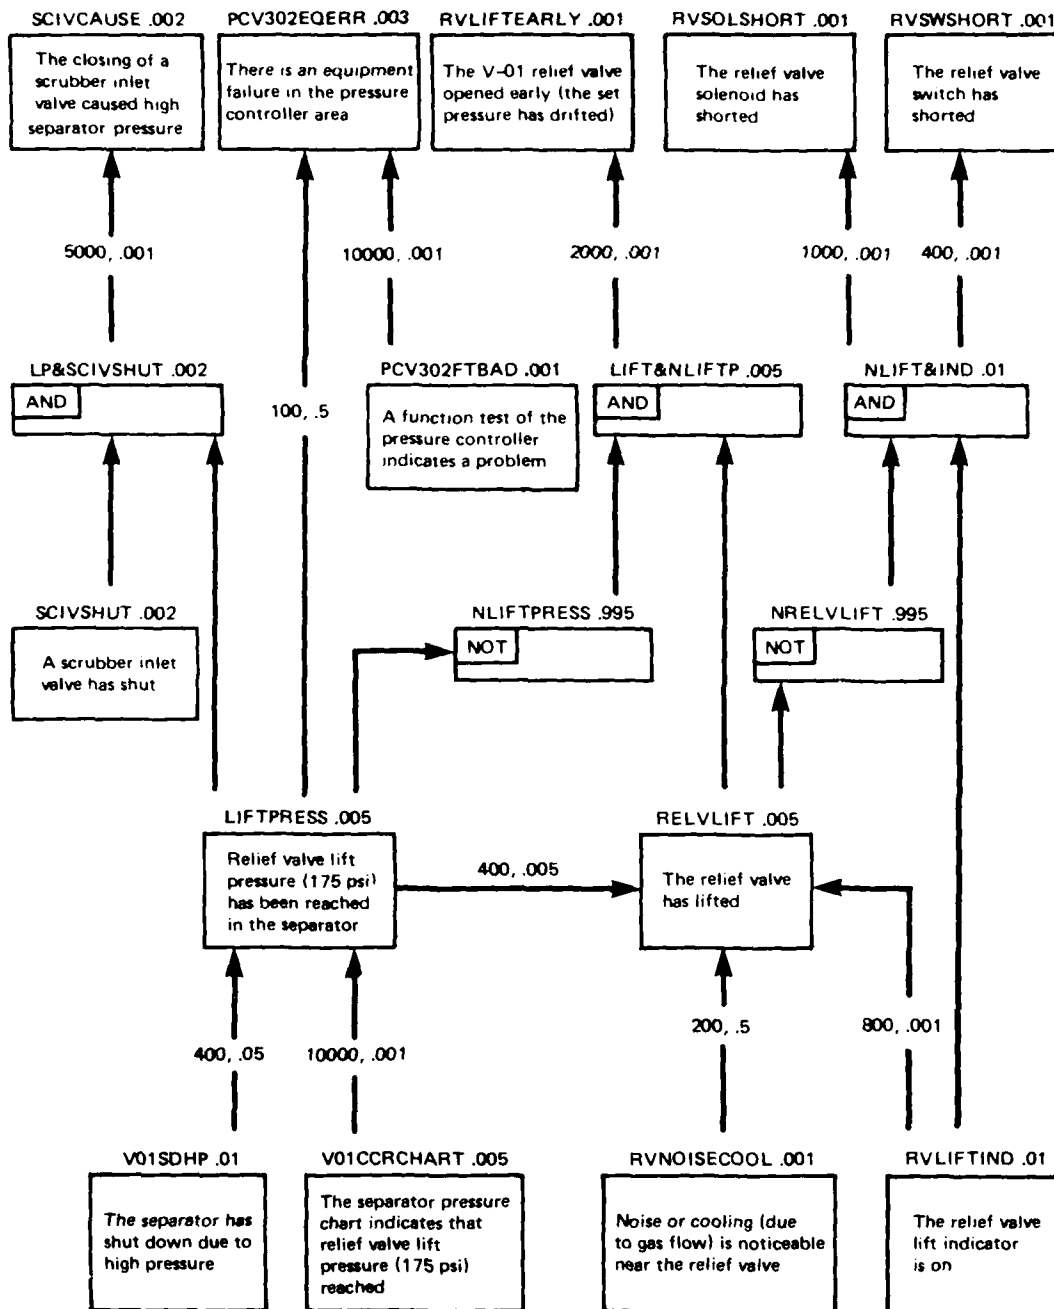 SCIVCAUSE .002
The closing of a
scrubber inlet
valve caused high
separator pressure
PCV302EQERR .003
There is an equipment
failure in the pressure
controller area
RVLIFTEARLY .001
The V-01 relief valve
opened early (the set
pressure has drifted)
RVSOLSHORT .001
The relief valve
solenoid has
shorted
RVSWSHORT .001
The relief valve
switch has
shorted
5000, .001
10000, .001
2000, .001
1000, .001
400, .001
LP&SCIVSHUT .002
AND
100, .5
PCV302FTBAD .001
A function test of the
pressure controller
indicates a problem
LIFT&NLIFTP .005
AND
NLIFT&IND .01
AND
SCIVSHUT .002
A scrubber inlet
valve has shut
NLIFTPRESS .995
NOT
NRELVLIFT .995
NOT
LIFTPRESS .005
Relief valve lift
pressure (175 psi)
has been reached
in the separator
400, .005
RELVLIFT .005
The relief valve
has lifted
400, .05
10000, .001
200, .5
800, .001
V01SDHP .01
The separator has
shut down due to
high pressure
V01CCRCHART .005
The separator pressure
chart indicates that
relief valve lift
pressure (175 psi)
reached
RVNOISECOOL .001
Noise or cooling (due
to gas flow) is noticeable
near the relief valve
RVLIFTIND .01
The relief valve
lift indicator
is on